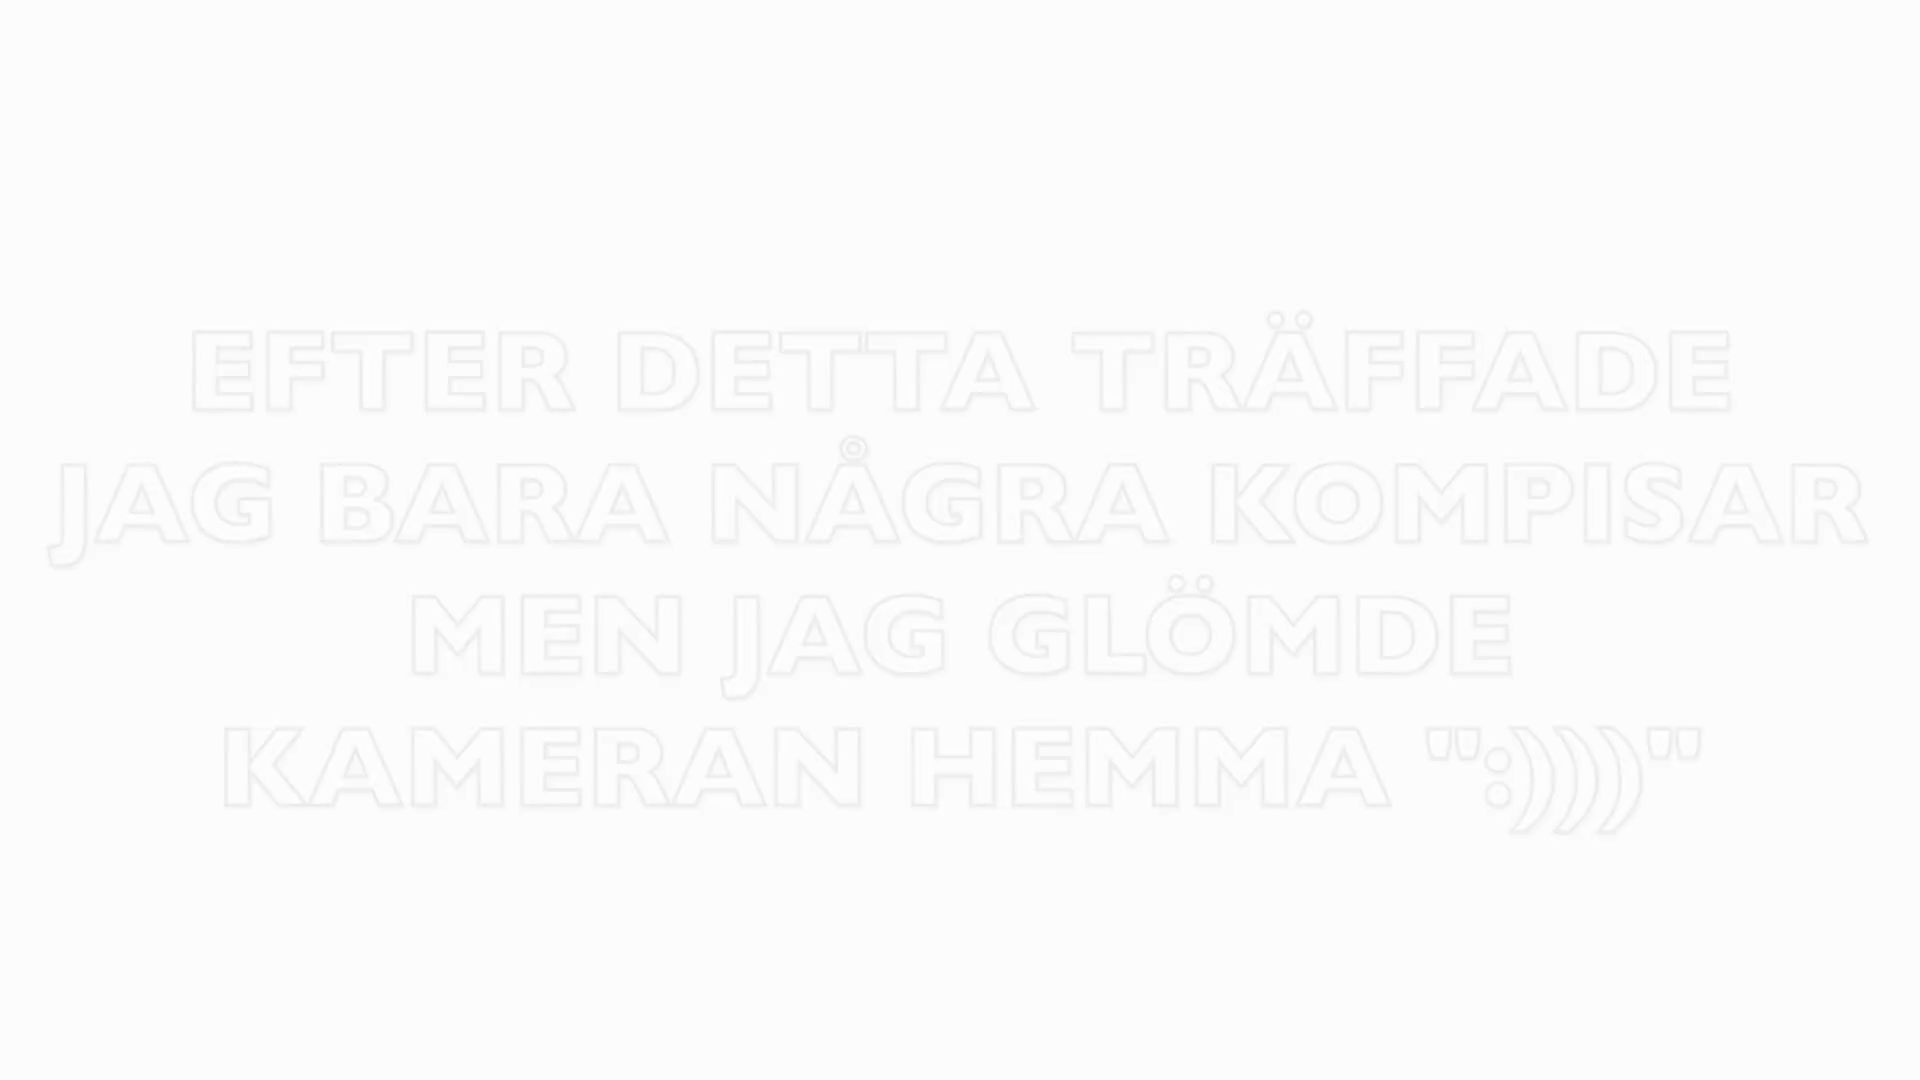 EFTER DETTA TRÄFFADE
JAG BARA NÅGRA KOMPISAR
MEN JAG GLÖMDE
KAMERAN HEMMA ":)))"